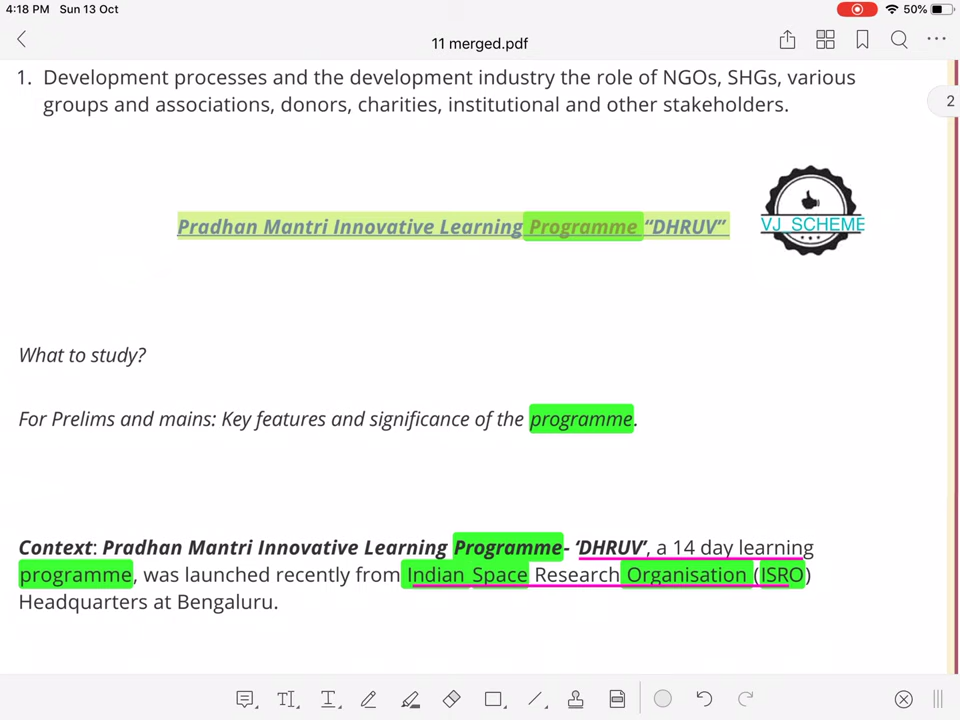 4:18 PM Sun 13 Oct
50%
11 merged.pdf
1. Development processes and the development industry the role of NGOs, SHGs, various
groups and associations, donors, charities, institutional and other stakeholders.
2
Pradhan Mantri Innovative Learning Programme “DHRUV”
VJ SCHEME
What to study?
For Prelims and mains: Key features and significance of the programme.
Context: Pradhan Mantri Innovative Learning Programme- ‘DHRUV’, a 14 day learning
programme, was launched recently from Indian Space Research Organisation (ISRO)
Headquarters at Bengaluru.